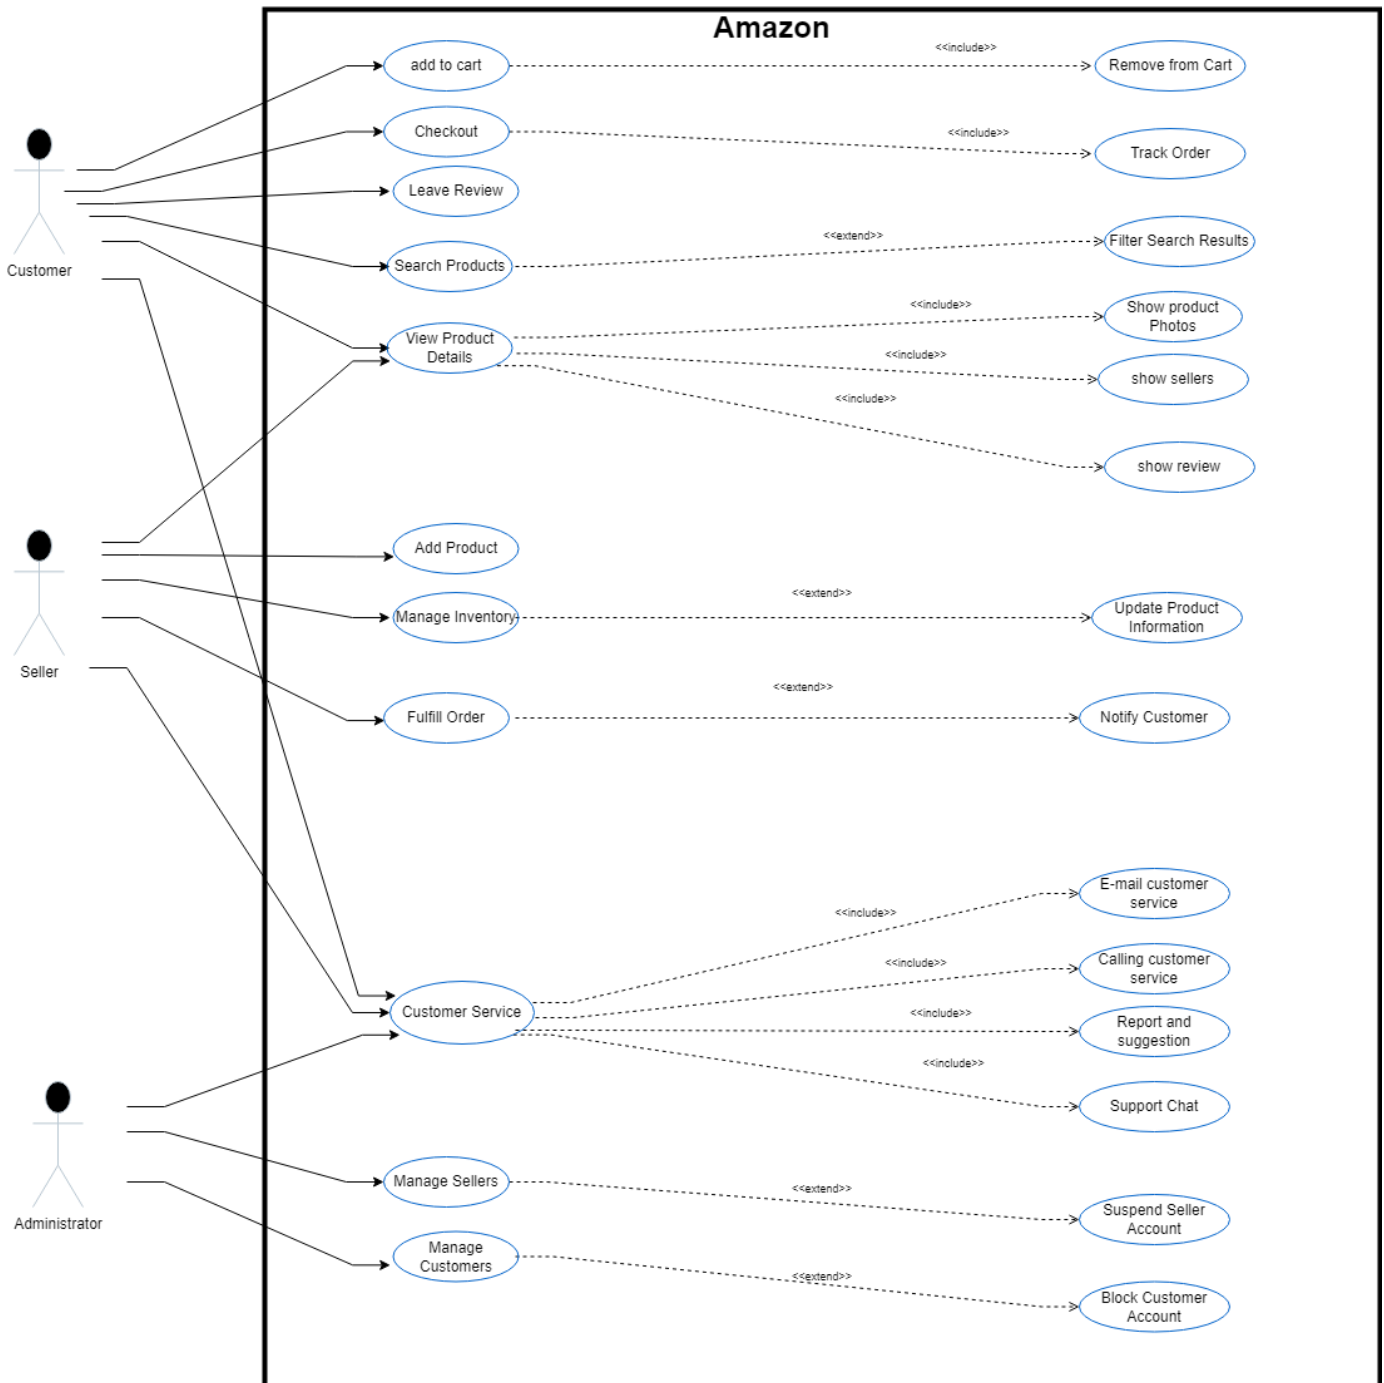 Amazon
add to cart
<<include>>
Remove from Cart
Checkout
<<include>>
Track Order
Leave Review
Customer
Search Products
<<extend>>
Filter Search Results
View Product
Details
<<include>>
Show product
Photos
<<include>>
show sellers
<<include>>
show review
Seller
Add Product
Manage Inventory
<<extend>>
Update Product
Information
Fulfill Order
<<extend>>
Notify Customer
Customer Service
<<include>>
E-mail customer
service
<<include>>
Calling customer
service
<<include>>
Report and
suggestion
<<include>>
Support Chat
Administrator
Manage Sellers
<<extend>>
Suspend Seller
Account
Manage
Customers
<<extend>>
Block Customer
Account